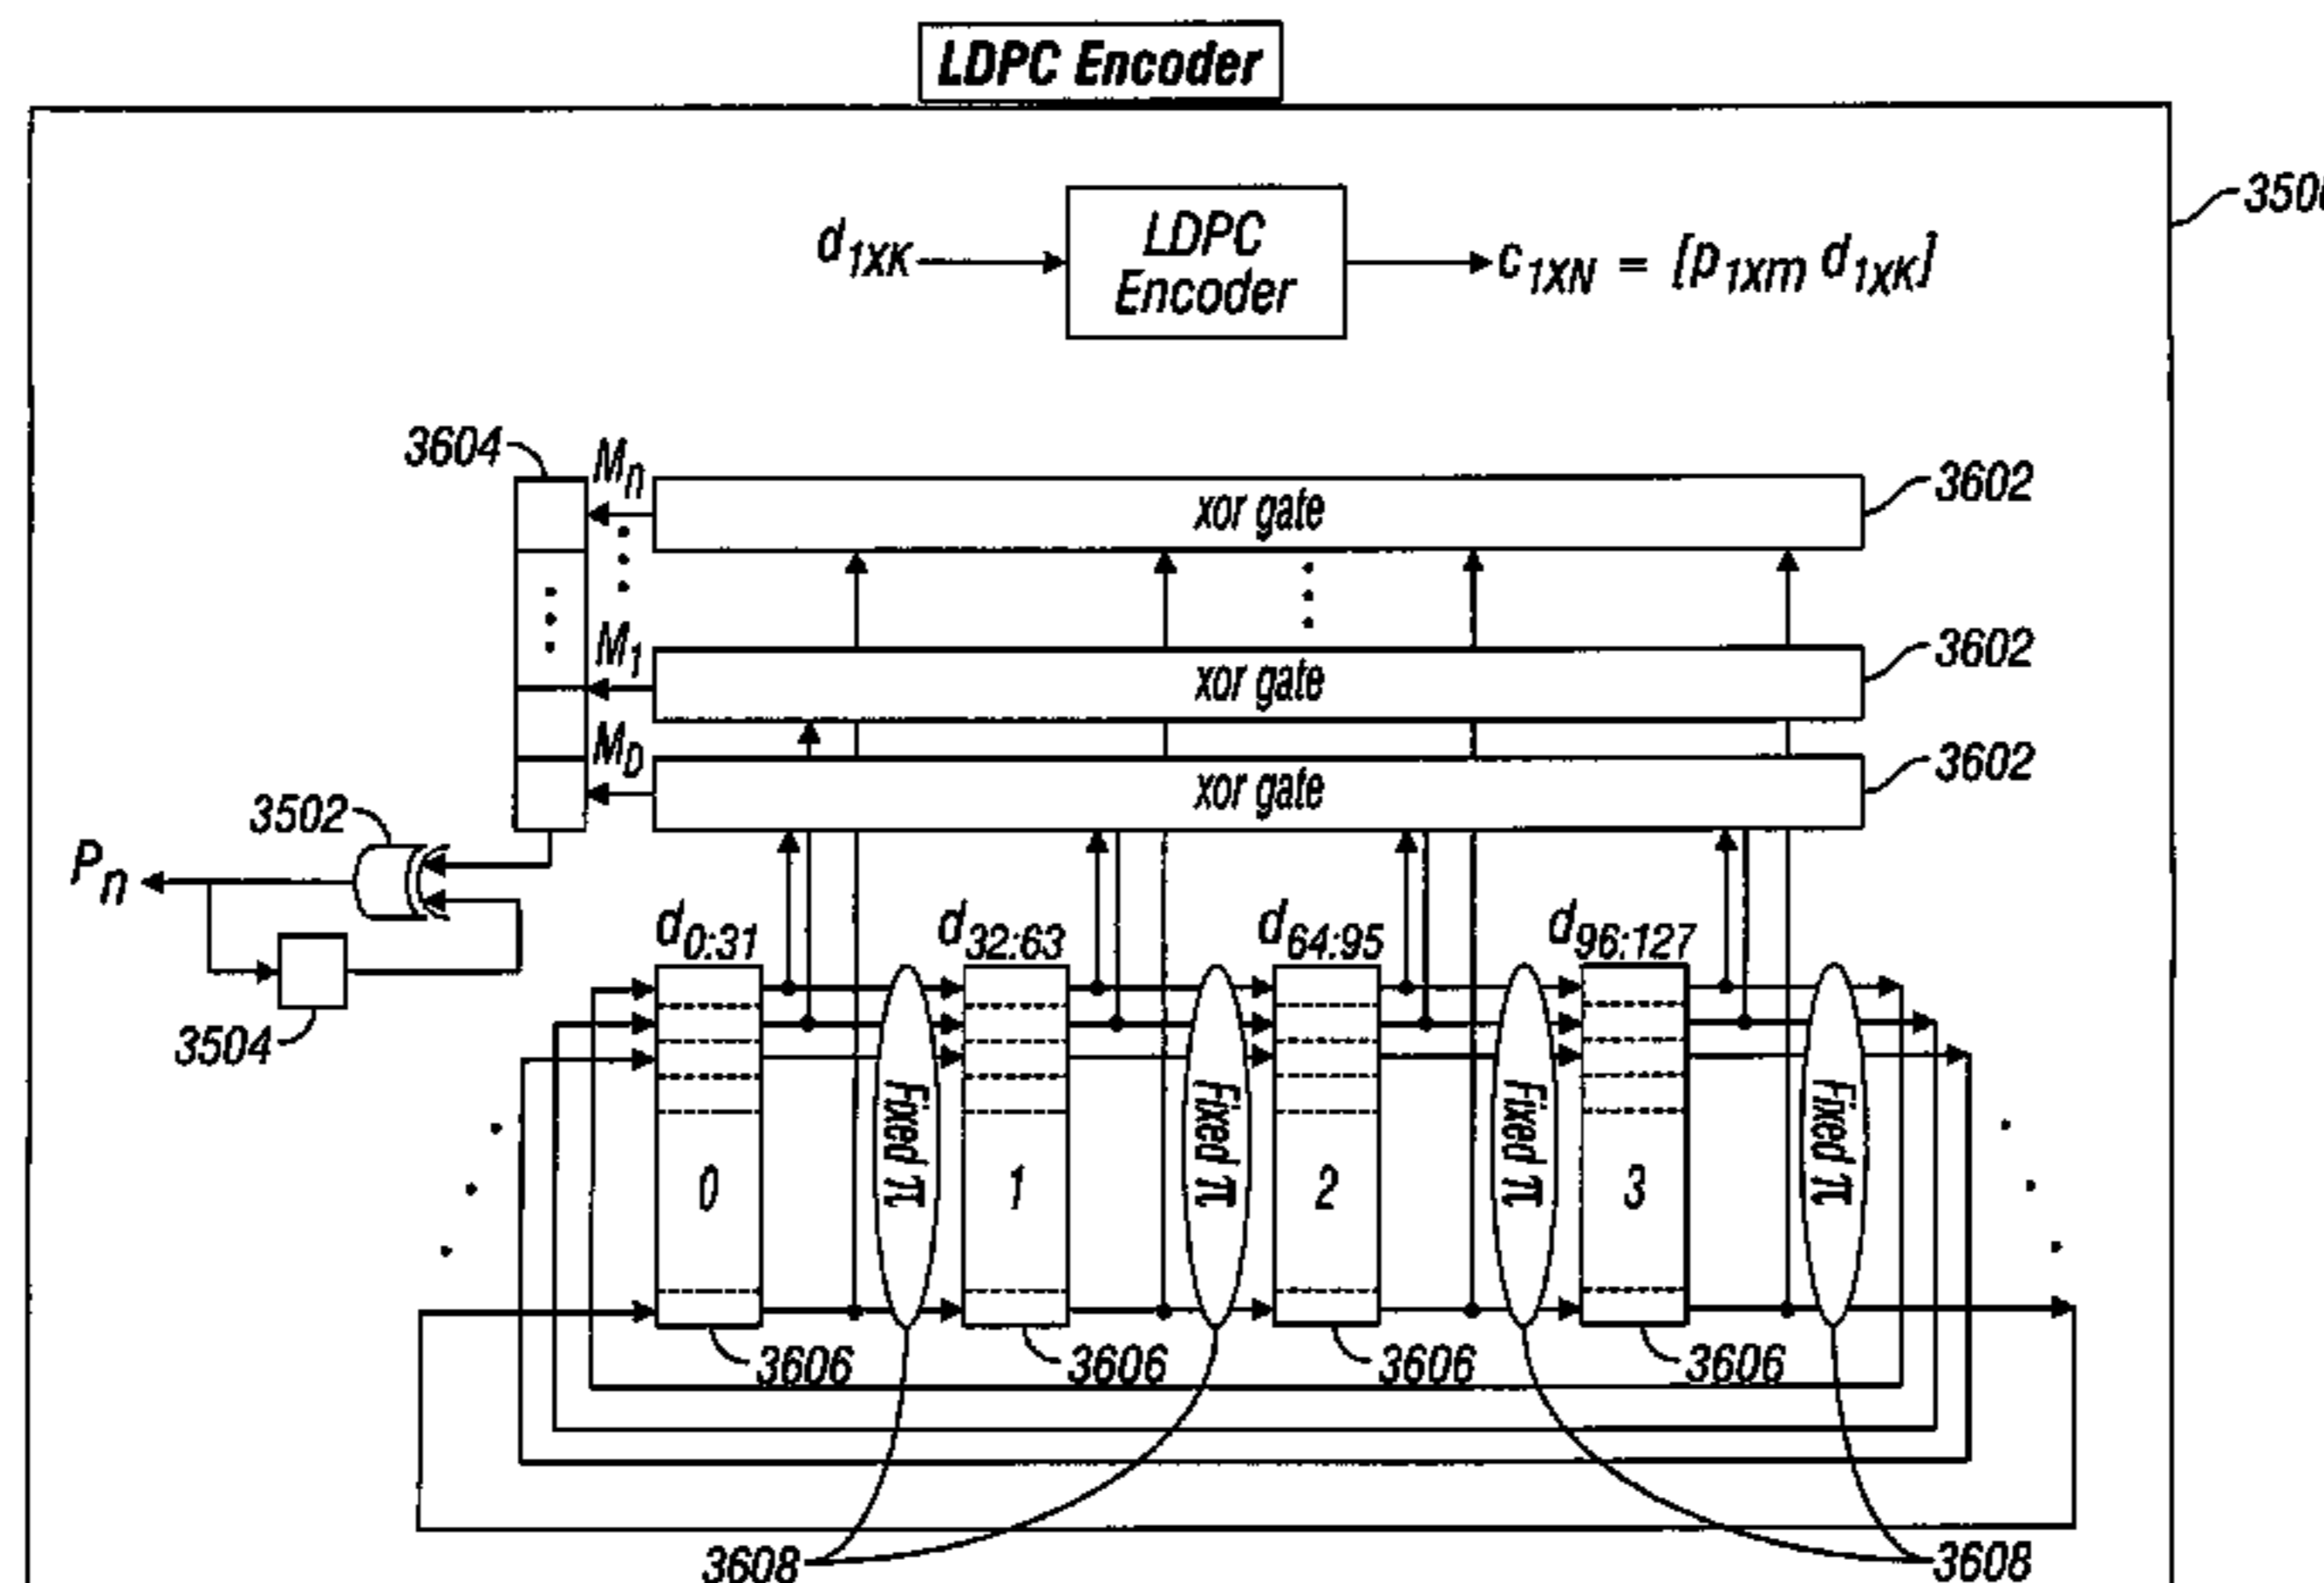 LDPC Encoder
d1XK
LDPC
Encoder
c1XN = [p1Xm d1XK]
3604
Mn
xor gate
3602
M1
xor gate
3602
M0
xor gate
3602
3502
Pn
3504
d0:31
d32:63
d64:95
d96:127
Fixed π
Fixed π
Fixed π
Fixed π
0
1
2
3
3606
3606
3606
3606
3608
3608